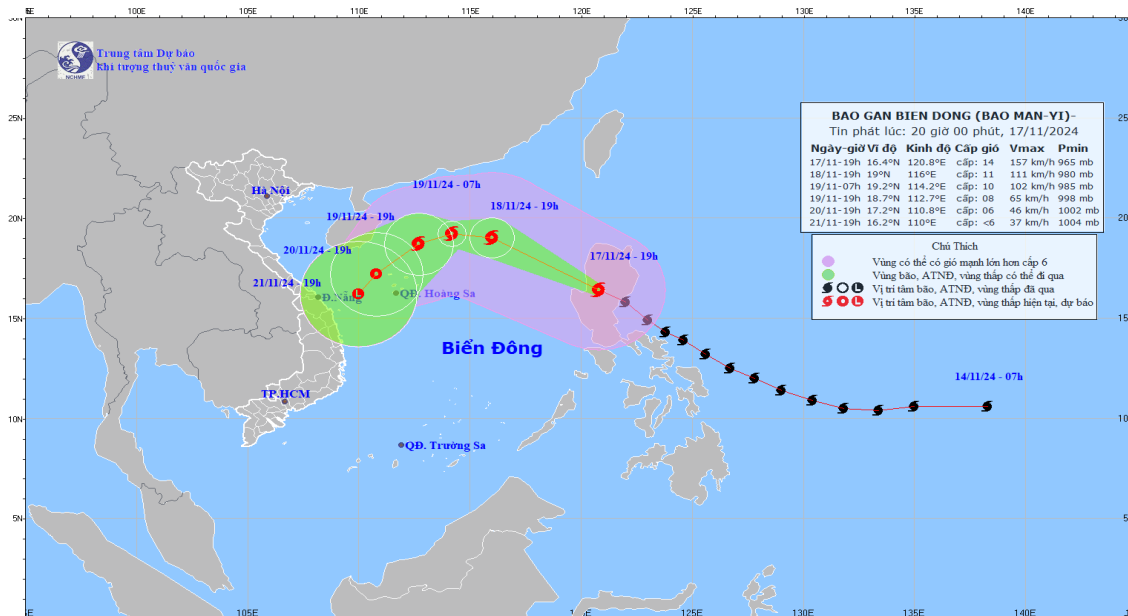 Trung tâm Dự báo
khí tượng thuỷ văn quốc gia
NCHMF
BAO GAN BIEN DONG (BAO MAN-YI)-
Tin phát lúc: 20 giờ 00 phút, 17/11/2024
Ngày-giờ Vĩ độ Kinh độ Cấp gió Vmax Pmin
17/11-19h 16.4°N 120.8°E cấp: 14 157 km/h 965 mb
18/11-19h 19°N 116°E cấp: 11 111 km/h 980 mb
19/11-07h 19.2°N 114.2°E cấp: 10 102 km/h 985 mb
19/11-19h 18.7°N 112.7°E cấp: 08 65 km/h 998 mb
20/11-19h 17.2°N 110.8°E cấp: 06 46 km/h 1002 mb
21/11-19h 16.2°N 110°E cấp: <6 37 km/h 1004 mb
Chú Thích
Vùng có thể có gió mạnh lớn hơn cấp 6
Vùng bão, ATNĐ, vùng thấp có thể đi qua
Vị trí tâm bão, ATNĐ, vùng thấp đã qua
Vị trí tâm bão, ATNĐ, vùng thấp hiện tại, dự báo
105E 110E 115E 120E 125E 130E 135E 140E
25N
20N
15N
10N
5N
Hà Nội
19/11/24 - 07h
18/11/24 - 19h
19/11/24 - 19h
20/11/24 - 19h
17/11/24 - 19h
21/11/24 - 19h
Đ.Nẵng
QĐ. Hoàng Sa
Biển Đông
14/11/24 - 07h
TP.HCM
QĐ. Trường Sa
105E 110E 115E 120E 125E 130E 135E 140E